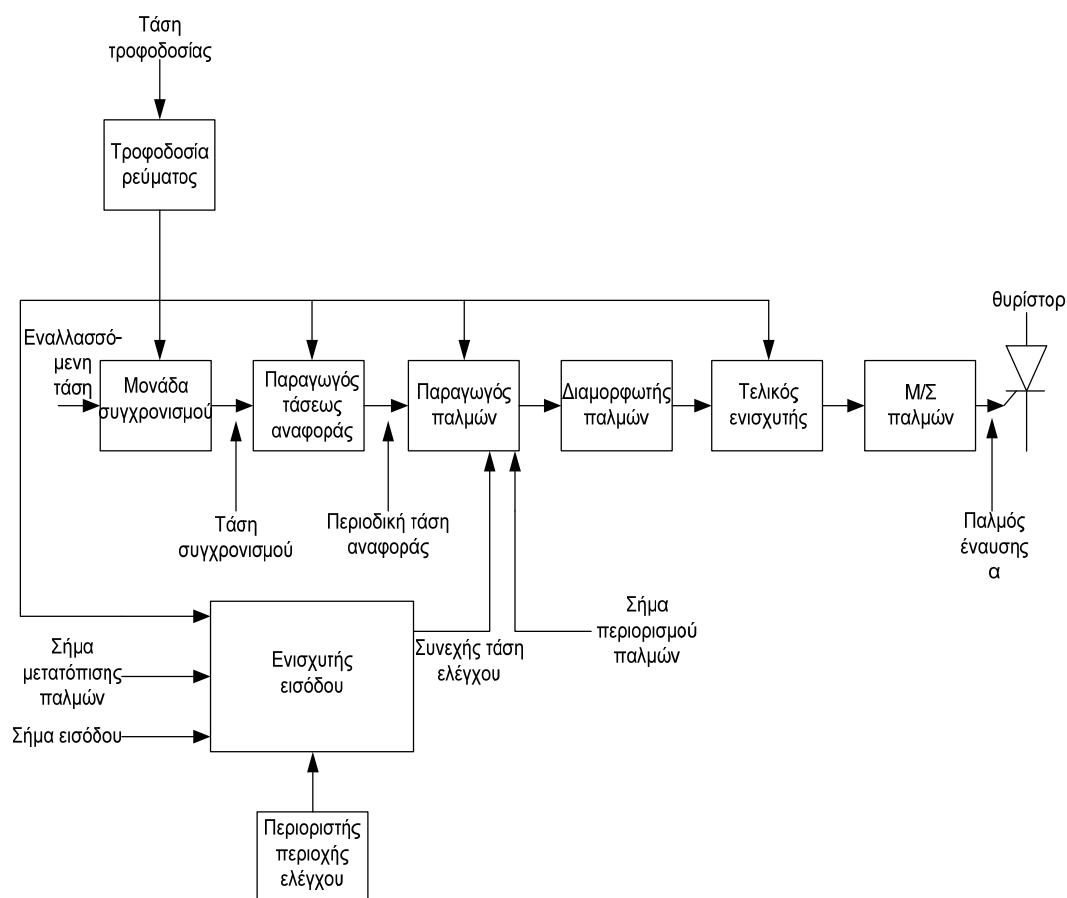 Τάση
τροφοδοσίας
Τροφοδοσία
ρεύματος
θυρίστορ
Εναλλασσό-
μενη
τάση
Μονάδα
συγχρονισμού
Παραγωγός
τάσεως
αναφοράς
Παραγωγός
παλμών
Διαμορφωτής
παλμών
Τελικός
ενισχυτής
Μ/Σ
παλμών
Τάση
συγχρονισμού
Περιοδική τάση
αναφοράς
Παλμός
έναυσης
α
Σήμα
μετατόπισης
παλμών
Σήμα εισόδου
Ενισχυτής
εισόδου
Συνεχής τάση
ελέγχου
Σήμα
περιορισμού
παλμών
Περιοριστής
περιοχής
ελέγχου